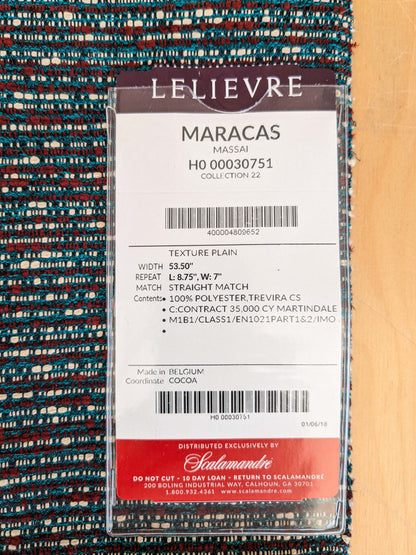 LELIEVRE
MARACAS
MASSAI
H0 00030751
COLLECTION 22
400004809652
TEXTURE PLAIN
WIDTH 53.50"
REPEAT L: 8.75", W: 7"
MATCH STRAIGHT MATCH
Contents• 100% POLYESTER,TREVIRA CS
• C:CONTRACT 35,000 CY MARTINDALE
• M1B1/CLASS1/EN1021PART1&2/IMO
Made in BELGIUM
Coordinate COCOA
H0 00030751
01/06/18
DISTRIBUTED EXCLUSIVELY BY
Scalamandré
DO NOT CUT - 10 DAY LOAN - RETURN TO SCALAMANDRÉ
200 BOLING INDUSTRIAL WAY, CALHOUN, GA 30701
1.800.932.4361 www.scalamandre.com